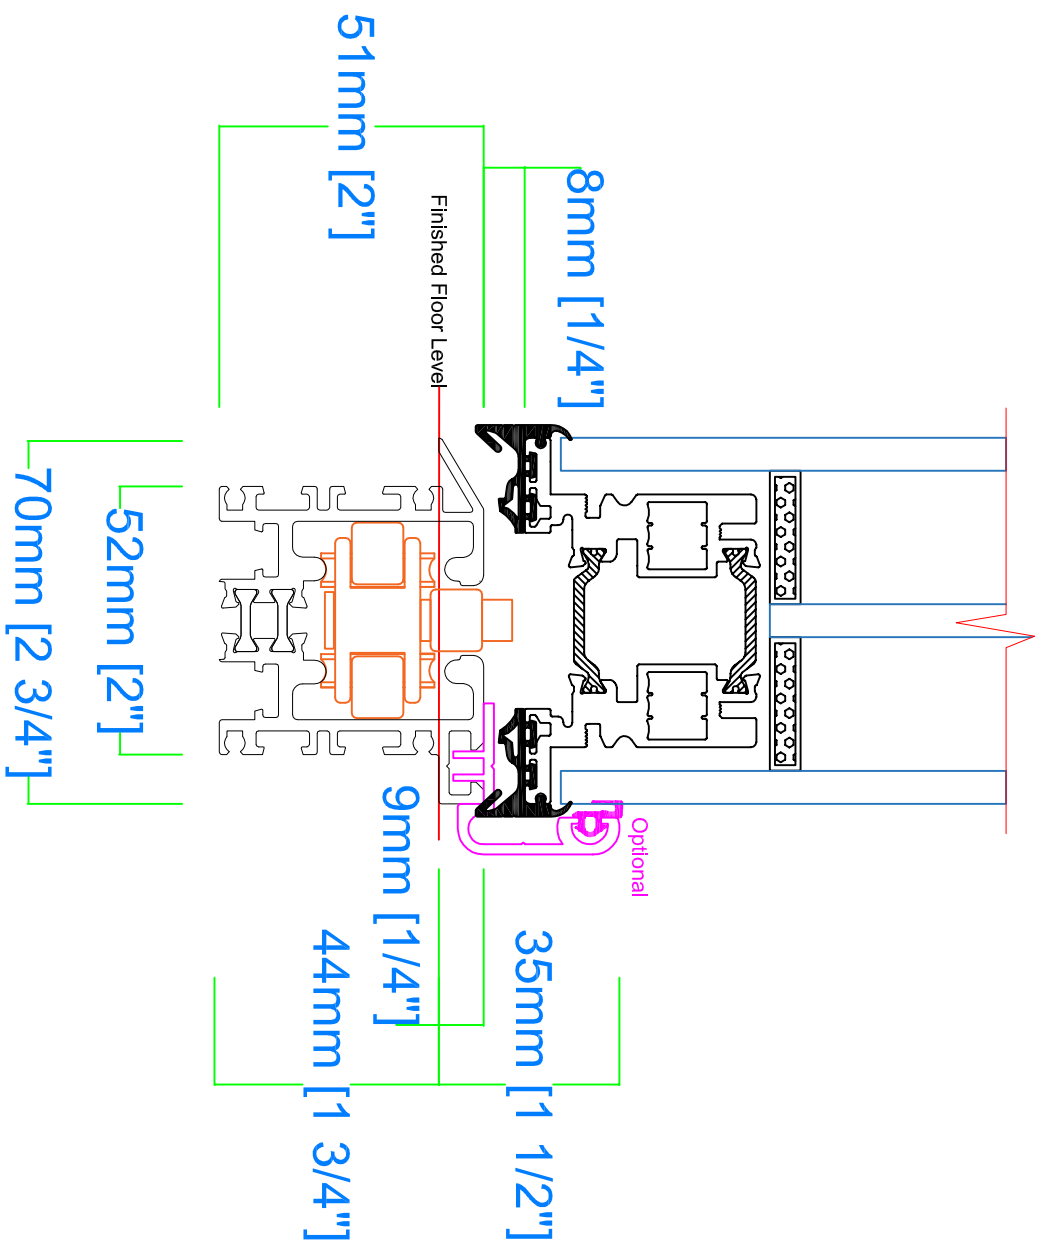 8mm [1/4"]
51mm [2"]
Finished Floor Level
Optional
35mm [1 1/2"]
9mm [1/4"]
44mm [1 3/4"]
52mm [2"]
70mm [2 3/4"]